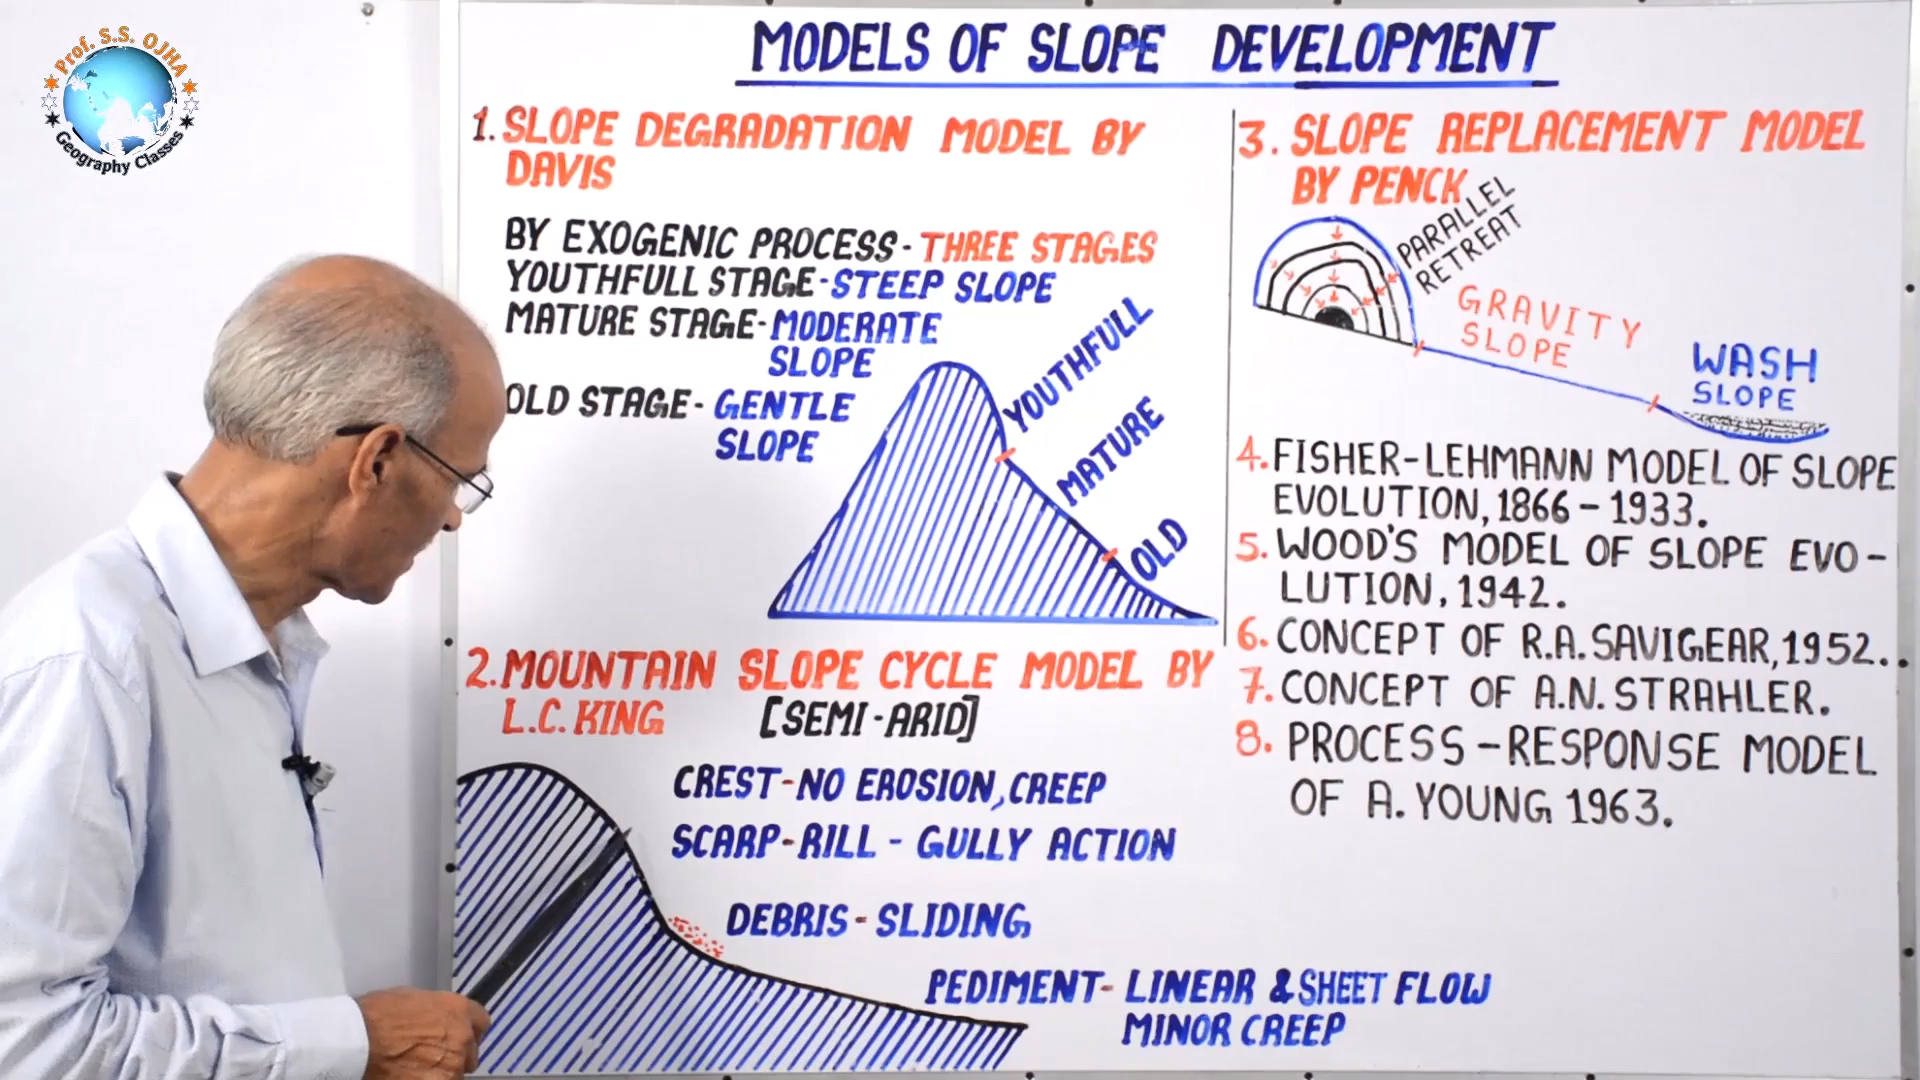 Prof. S.S. OJHA
Geography Classes
MODELS OF SLOPE DEVELOPMENT
1. SLOPE DEGRADATION MODEL BY
DAVIS
BY EXOGENIC PROCESS - THREE STAGES
YOUTHFULL STAGE - STEEP SLOPE
MATURE STAGE - MODERATE
SLOPE
OLD STAGE - GENTLE
SLOPE
YOUTHFULL
MATURE
OLD
2. MOUNTAIN SLOPE CYCLE MODEL BY
L.C. KING [SEMI-ARID]
CREST - NO EROSION, CREEP
SCARP - RILL - GULLY ACTION
DEBRIS - SLIDING
PEDIMENT - LINEAR & SHEET FLOW
MINOR CREEP
3. SLOPE REPLACEMENT MODEL
BY PENCK
PARALLEL
RETREAT
GRAVITY
SLOPE
WASH
SLOPE
4. FISHER-LEHMANN MODEL OF SLOPE
EVOLUTION, 1866 - 1933.
5. WOOD'S MODEL OF SLOPE EVO -
LUTION, 1942.
6. CONCEPT OF R.A. SAVIGEAR, 1952..
7. CONCEPT OF A.N. STRAHLER.
8. PROCESS - RESPONSE MODEL
OF A. YOUNG 1963.